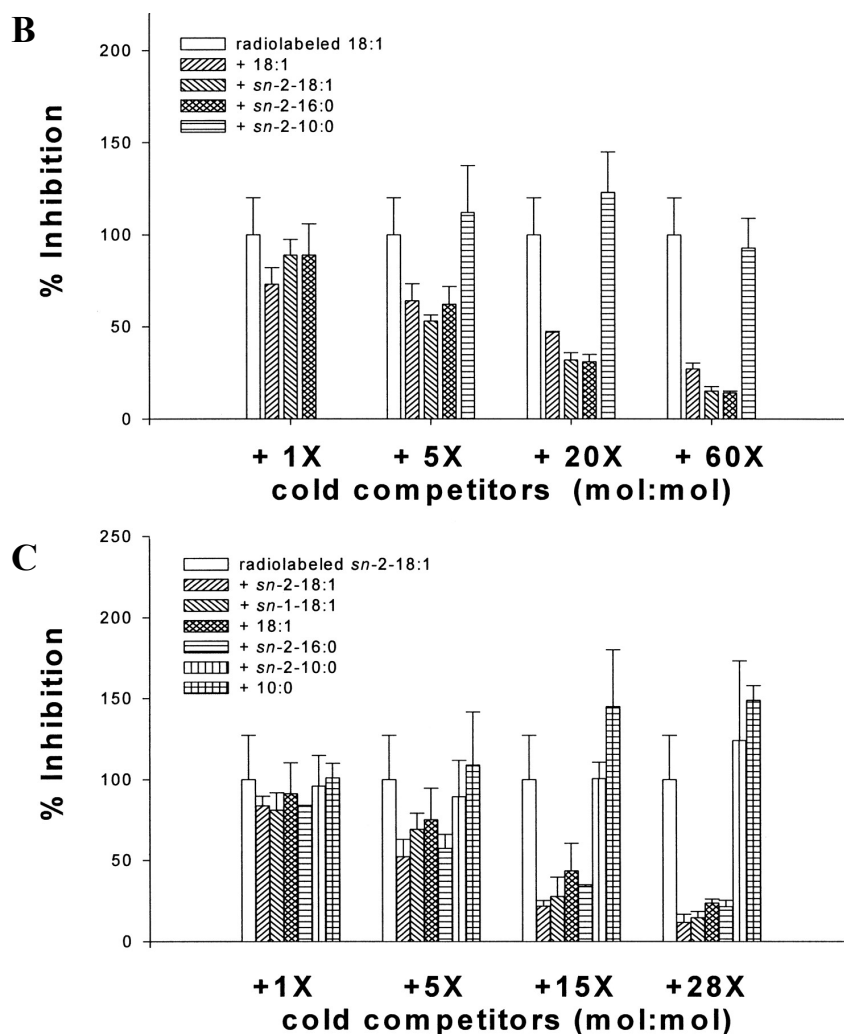 B
200
150
100
50
0
% Inhibition
radiolabeled 18:1
+ 18:1
+ sn-2-18:1
+ sn-2-16:0
+ sn-2-10:0
+ 1X + 5X + 20X + 60X
cold competitors (mol:mol)
C
250
200
150
100
50
0
% Inhibition
radiolabeled sn-2-18:1
+ sn-2-18:1
+ sn-1-18:1
+ 18:1
+ sn-2-16:0
+ sn-2-10:0
+ 10:0
+1X +5X +15X +28X
cold competitors (mol:mol)